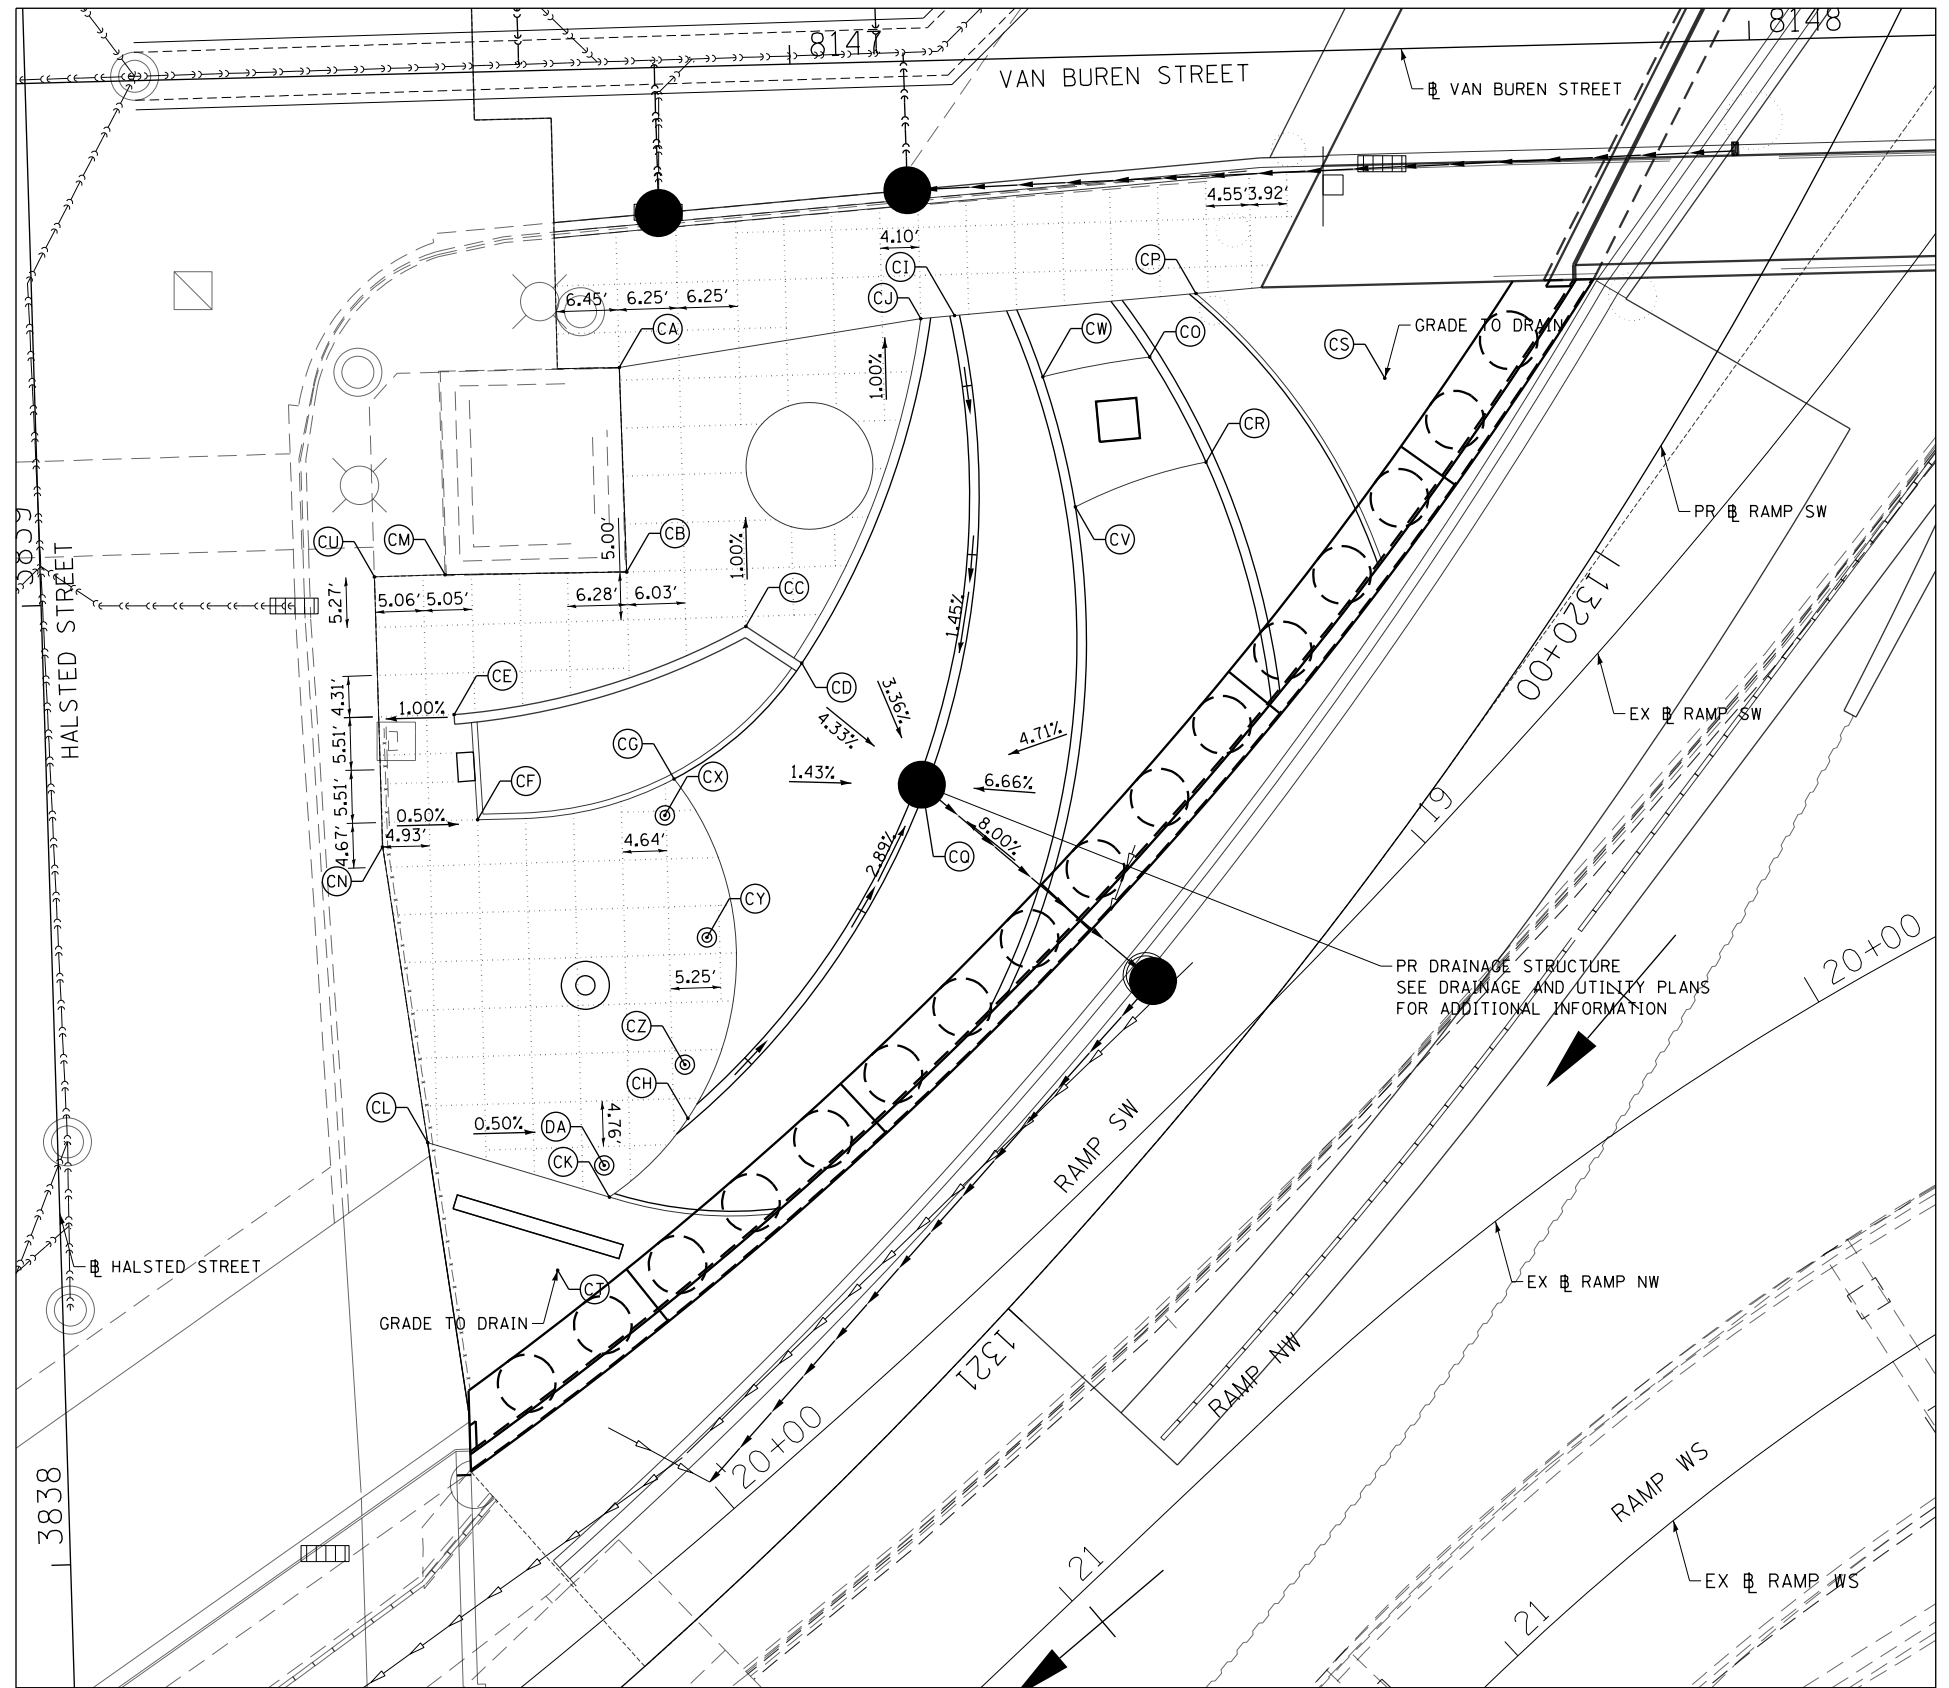 8147
8148
VAN BUREN STREET
℄ VAN BUREN STREET
4.55' 3.92'
4.10'
CI
CP
CJ
6.45' 6.25' 6.25'
CA
CW
CO
CS
GRADE TO DRAIN
1.00%
CR
3839
HALSTED STREET
CU
CM
5.00'
CB
1.00%
CV
PR ℄ RAMP SW
5.27'
5.06' 5.05'
6.28' 6.03'
CC
1.45%
1320+00
CE
CD
4.31'
1.00%
3.36%
4.33%
EX ℄ RAMP SW
5.51'
CG
4.71%
CX
1.43%
6.66%
CF
5.51'
0.50%
19
4.93'
4.64'
8.00%
4.67'
2.89%
CQ
CN
CY
20+00
5.25'
PR DRAINAGE STRUCTURE
SEE DRAINAGE AND UTILITY PLANS
FOR ADDITIONAL INFORMATION
CZ
CH
CL
0.50%
DA
4.76'
CK
RAMP SW
℄ HALSTED STREET
CT
EX ℄ RAMP NW
GRADE TO DRAIN
1321
RAMP NW
20+00
3838
RAMP WS
21
EX ℄ RAMP WS
21